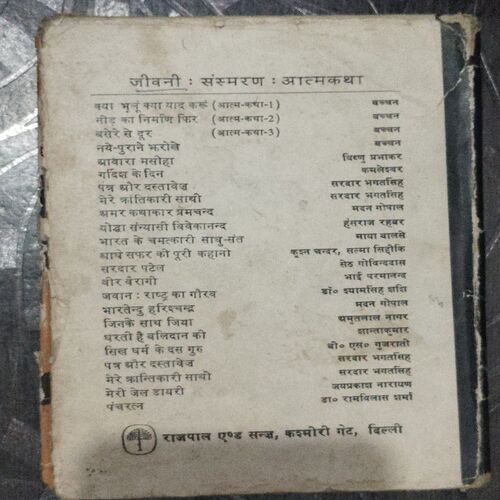 जीवनी : संस्मरण : आत्मकथा
क्या भूलूं क्या याद करूं (आत्म-कथा-1) बच्चन
नीड़ का निर्माण फिर (आत्म-कथा-2) बच्चन
बसेरे से दूर (आत्म-कथा-3) बच्चन
नये-पुराने झरोखे बच्चन
आवारा मसीहा विष्णु प्रभाकर
गर्दिश के दिन कमलेश्वर
पत्र और दस्तावेज़ सरदार भगतसिंह
मेरे क्रांतिकारी साथी सरदार भगतसिंह
अमर कथाकार प्रेमचन्द मदन गोपाल
योद्धा संन्यासी विवेकानन्द हंसराज रहबर
भारत के चमत्कारी साधु-संत माया बालसे
आधे सफर की पूरी कहानी कृश्न चन्दर, सल्मा सिद्दीकि
सरदार पटेल सेठ गोविन्ददास
वीर वैरागी भाई परमानन्द
जवान : राष्ट्र का गौरव डॉ० श्यामसिंह शशि
भारतेन्दु हरिश्चन्द्र मदन गोपाल
जिनके साथ जिया अमृतलाल नागर
धरती है बलिदान की शान्ताकुमार
सिख धर्म के दस गुरु बी० एस० गुजराती
पत्र और दस्तावेज़ सरदार भगतसिंह
मेरे क्रान्तिकारी साथी सरदार भगतसिंह
मेरी जेल डायरी जयप्रकाश नारायण
पंचरत्न डा० रामविलास शर्मा
राजपाल एण्ड सन्ज़, कश्मीरी गेट, दिल्ली